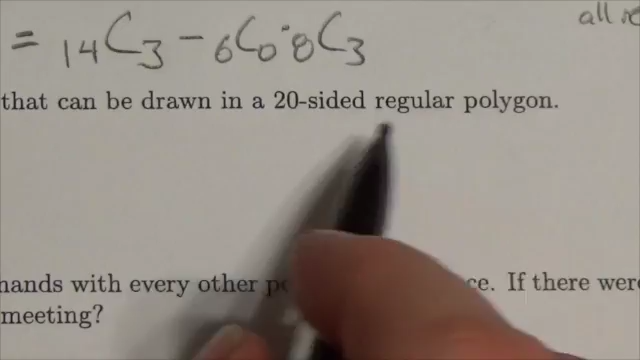 = 14C3 - 6C0·8C3
all
that can be drawn in a 20-sided regular polygon.
hands with every other ce. If there were
meeting?